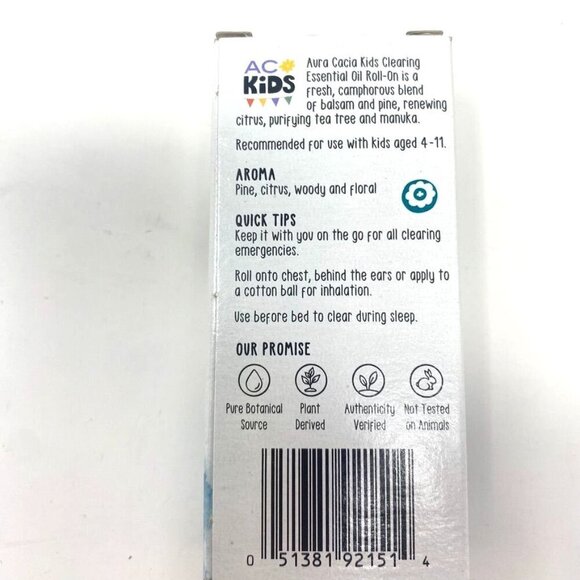 AC
KiDS
Aura Cacia Kids Clearing
Essential Oil Roll-On is a
fresh, camphorous blend
of balsam and pine, renewing
citrus, purifying tea tree and manuka.
Recommended for use with kids aged 4-11.
AROMA
Pine, citrus, woody and floral
QUICK TIPS
Keep it with you on the go for all clearing
emergencies.
Roll onto chest, behind the ears or apply to
a cotton ball for inhalation.
Use before bed to clear during sleep.
OUR PROMISE
Pure Botanical
Source
Plant
Derived
Authenticity
Verified
Not Tested
on Animals
0 51381 92151 4